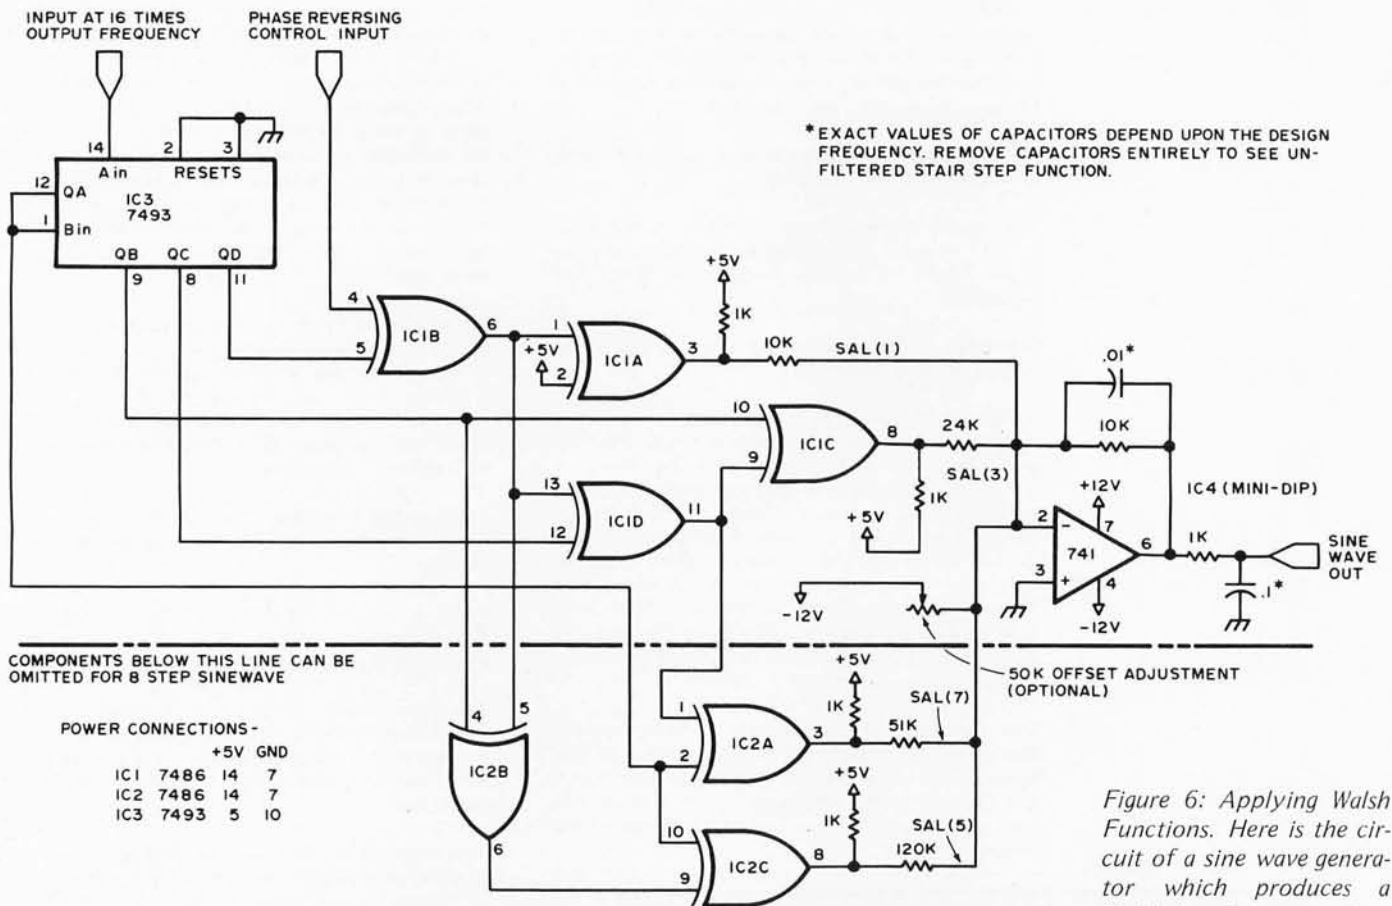 INPUT AT 16 TIMES
OUTPUT FREQUENCY
PHASE REVERSING
CONTROL INPUT
*EXACT VALUES OF CAPACITORS DEPEND UPON THE DESIGN
FREQUENCY. REMOVE CAPACITORS ENTIRELY TO SEE UN-
FILTERED STAIR STEP FUNCTION.
14 2 3
A in RESETS
12 QA
IC3
7493
1 Bin
QB QC QD
9 8 11
4
5
IC1B
6
+5V
1
2
IC1A
3
+5V
1K
10K
SAL(1)
10
9
IC1C
8
24K
SAL(3)
1K
+5V
13
12
IC1D
11
.01*
10K
IC4 (MINI-DIP)
+12V
7
2 -
741
3 +
4
-12V
6
1K
.1*
SINE
WAVE
OUT
-12V
50K OFFSET ADJUSTMENT
(OPTIONAL)
COMPONENTS BELOW THIS LINE CAN BE
OMITTED FOR 8 STEP SINEWAVE
POWER CONNECTIONS-
+5V GND
IC1 7486 14 7
IC2 7486 14 7
IC3 7493 5 10
4 5
IC2B
6
1
2
IC2A
3
+5V
1K
51K
SAL(7)
10
9
IC2C
8
+5V
1K
120K
SAL(5)
Figure 6: Applying Walsh
Functions. Here is the cir-
cuit of a sine wave genera-
tor which produces a